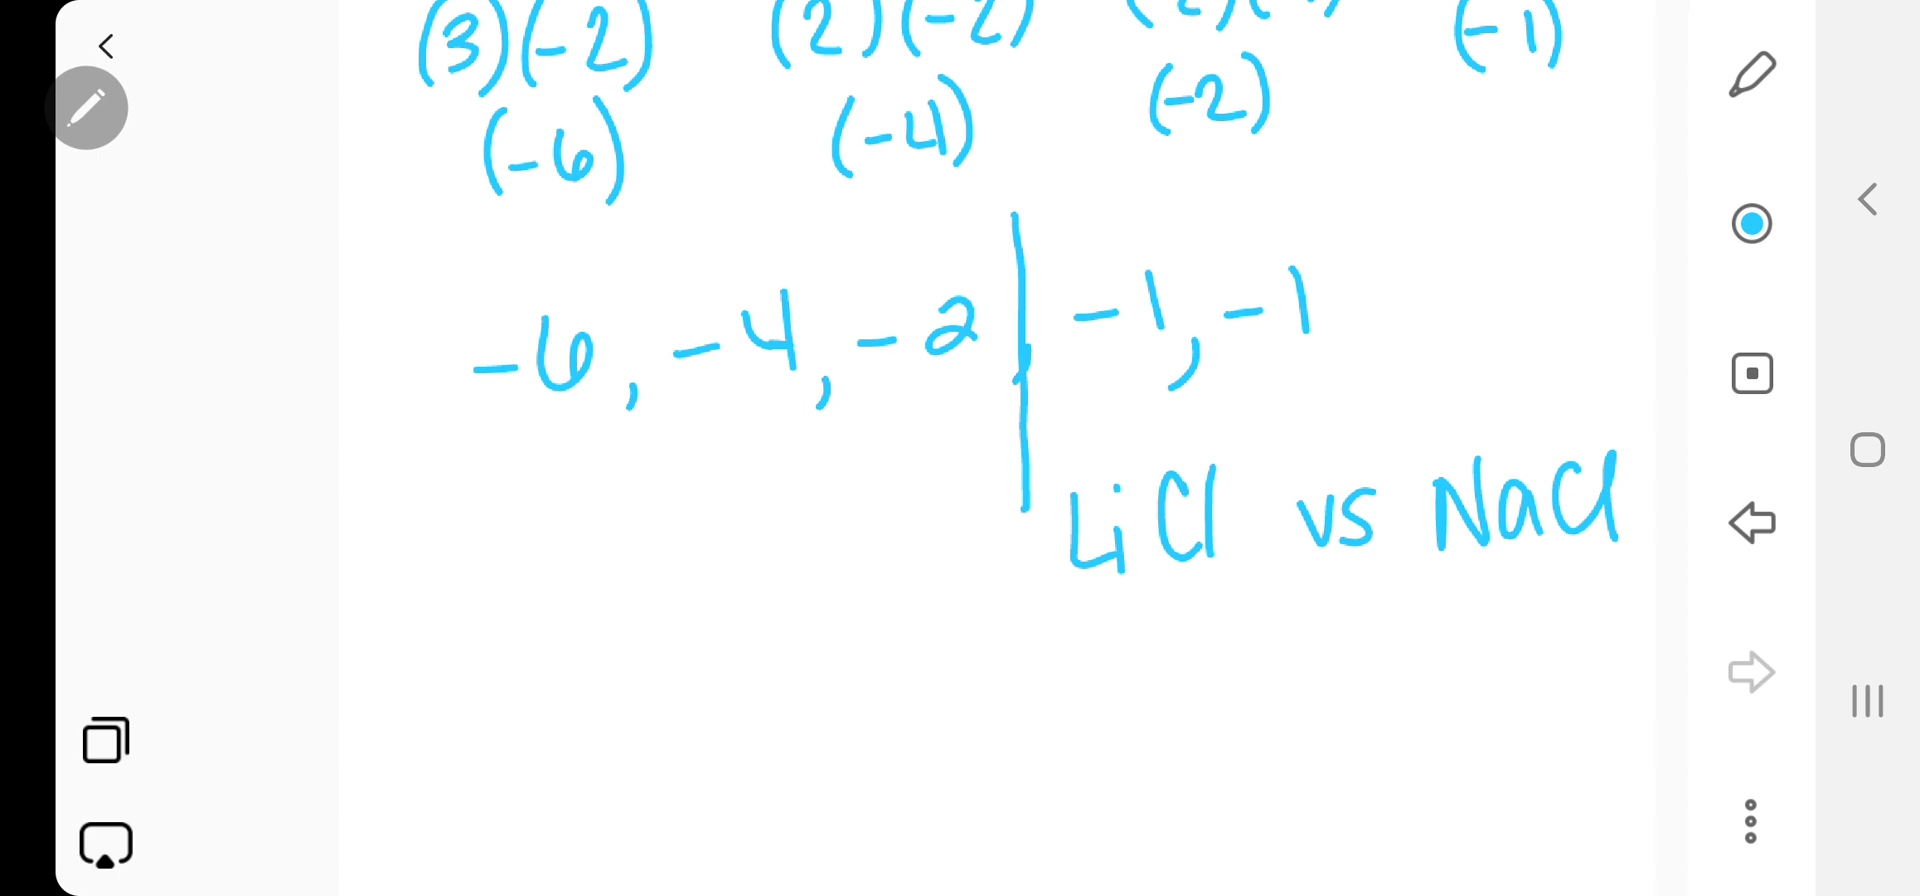 (3)(-2) (2)(-2) (-1)
(-6) (-4) (-2)
-6, -4, -2, -1, -1
LiCl vs NaCl